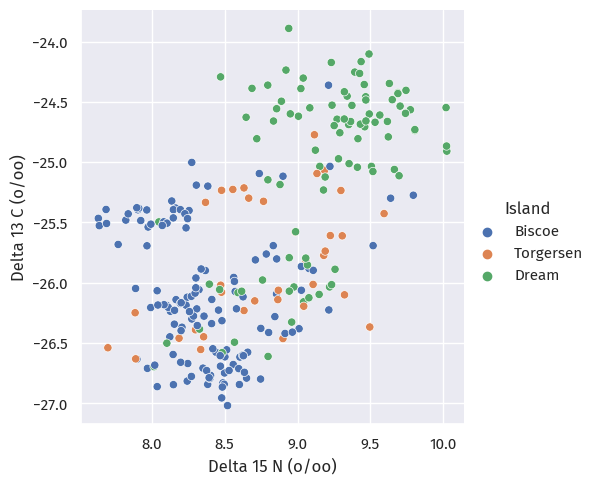 −24.0
−24.5
−25.0
−25.5
−26.0
−26.5
−27.0
Delta 13 C (o/oo)
8.0 8.5 9.0 9.5 10.0
Delta 15 N (o/oo)
Island
Biscoe
Torgersen
Dream